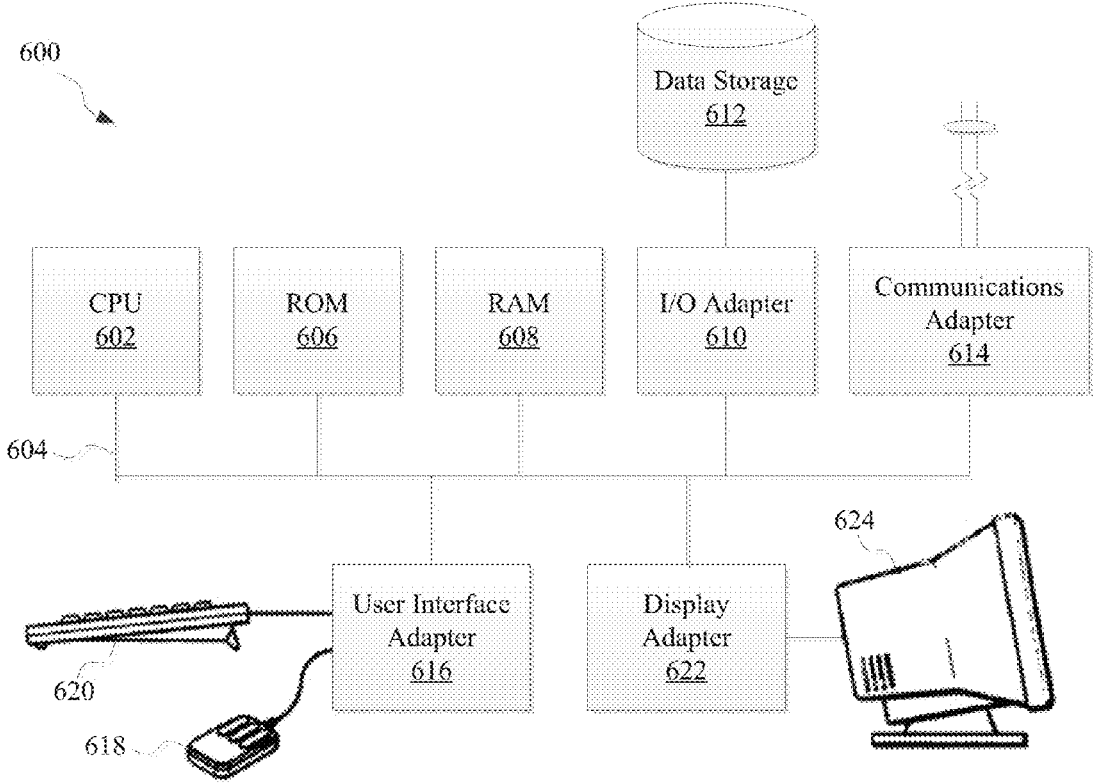 600
Data Storage
612
CPU
602
ROM
606
RAM
608
I/O Adapter
610
Communications
Adapter
614
604
624
User Interface
Adapter
616
Display
Adapter
622
620
618